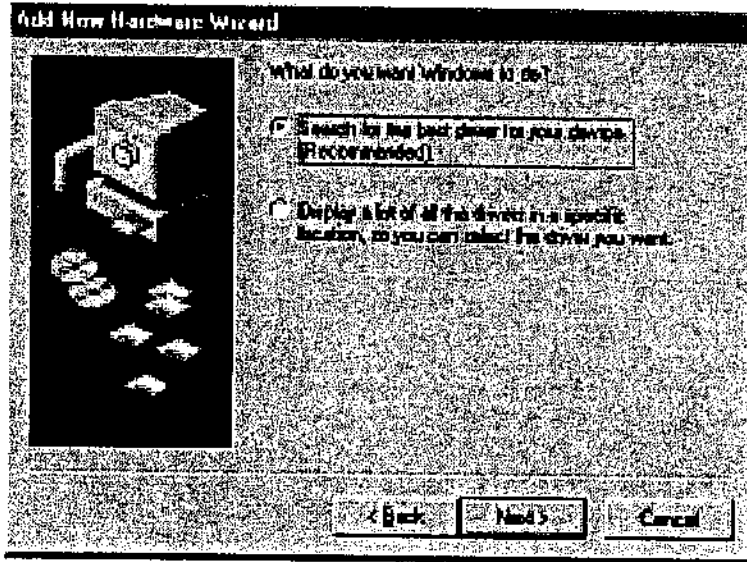 Add New Hardware Wizard
What do you want Windows to do?
Search for the best driver for your device.
(Recommended)
Display a list of all the drivers in a specific
location, so you can select the driver you want.
< Back
Next >
Cancel